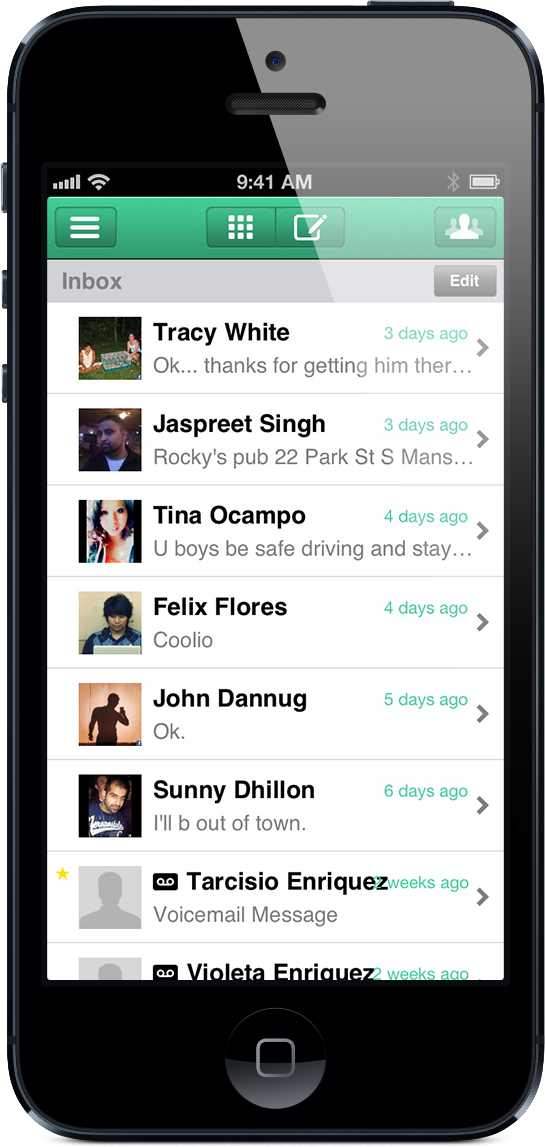 9:41 AM
Inbox
Edit
Tracy White
3 days ago
Ok... thanks for getting him ther…
Jaspreet Singh
3 days ago
Rocky's pub 22 Park St S Mans…
Tina Ocampo
4 days ago
U boys be safe driving and stay…
Felix Flores
4 days ago
Coolio
John Dannug
5 days ago
Ok.
Sunny Dhillon
6 days ago
I'll b out of town.
Tarcisio Enriquez
weeks ago
Voicemail Message
Violeta Enriquez
2 weeks ago